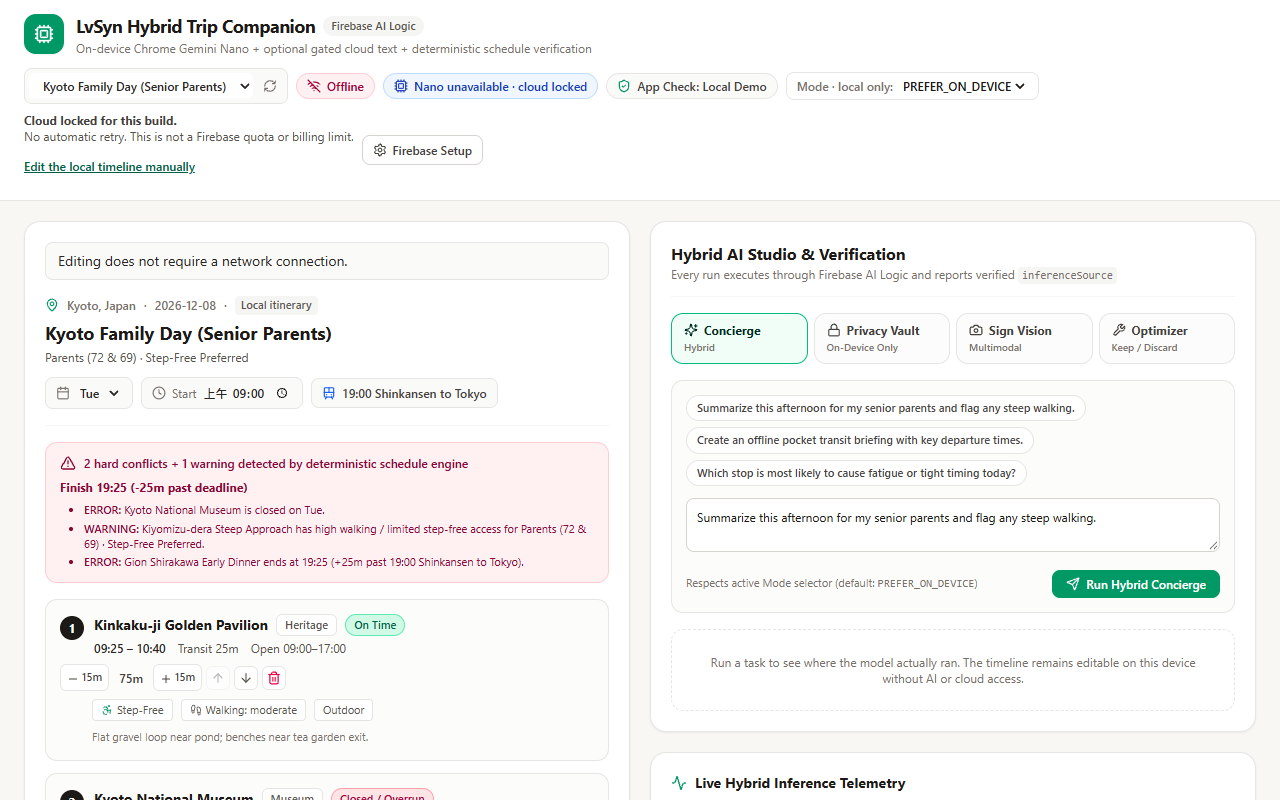 LvSyn Hybrid Trip Companion
Firebase AI Logic
On-device Chrome Gemini Nano + optional gated cloud text + deterministic schedule verification
Kyoto Family Day (Senior Parents)
Offline
Nano unavailable · cloud locked
App Check: Local Demo
Mode · local only: PREFER_ON_DEVICE
Cloud locked for this build.
No automatic retry. This is not a Firebase quota or billing limit.
Firebase Setup
Edit the local timeline manually
Editing does not require a network connection.
Kyoto, Japan · 2026-12-08 · Local itinerary
Kyoto Family Day (Senior Parents)
Parents (72 & 69) · Step-Free Preferred
Tue
Start 上午 09:00
19:00 Shinkansen to Tokyo
2 hard conflicts + 1 warning detected by deterministic schedule engine
Finish 19:25 (-25m past deadline)
ERROR: Kyoto National Museum is closed on Tue.
WARNING: Kiyomizu-dera Steep Approach has high walking / limited step-free access for Parents (72 &
69) · Step-Free Preferred.
ERROR: Gion Shirakawa Early Dinner ends at 19:25 (+25m past 19:00 Shinkansen to Tokyo).
1
Kinkaku-ji Golden Pavilion
Heritage
On Time
09:25 – 10:40 Transit 25m Open 09:00–17:00
– 15m
75m
+ 15m
Step-Free
Walking: moderate
Outdoor
Flat gravel loop near pond; benches near tea garden exit.
2
Kyoto National Museum
Museum
Closed / Overrun
Hybrid AI Studio & Verification
Every run executes through Firebase AI Logic and reports verified inferenceSource
Concierge
Hybrid
Privacy Vault
On-Device Only
Sign Vision
Multimodal
Optimizer
Keep / Discard
Summarize this afternoon for my senior parents and flag any steep walking.
Create an offline pocket transit briefing with key departure times.
Which stop is most likely to cause fatigue or tight timing today?
Summarize this afternoon for my senior parents and flag any steep walking.
Respects active Mode selector (default: PREFER_ON_DEVICE)
Run Hybrid Concierge
Run a task to see where the model actually ran. The timeline remains editable on this device
without AI or cloud access.
Live Hybrid Inference Telemetry